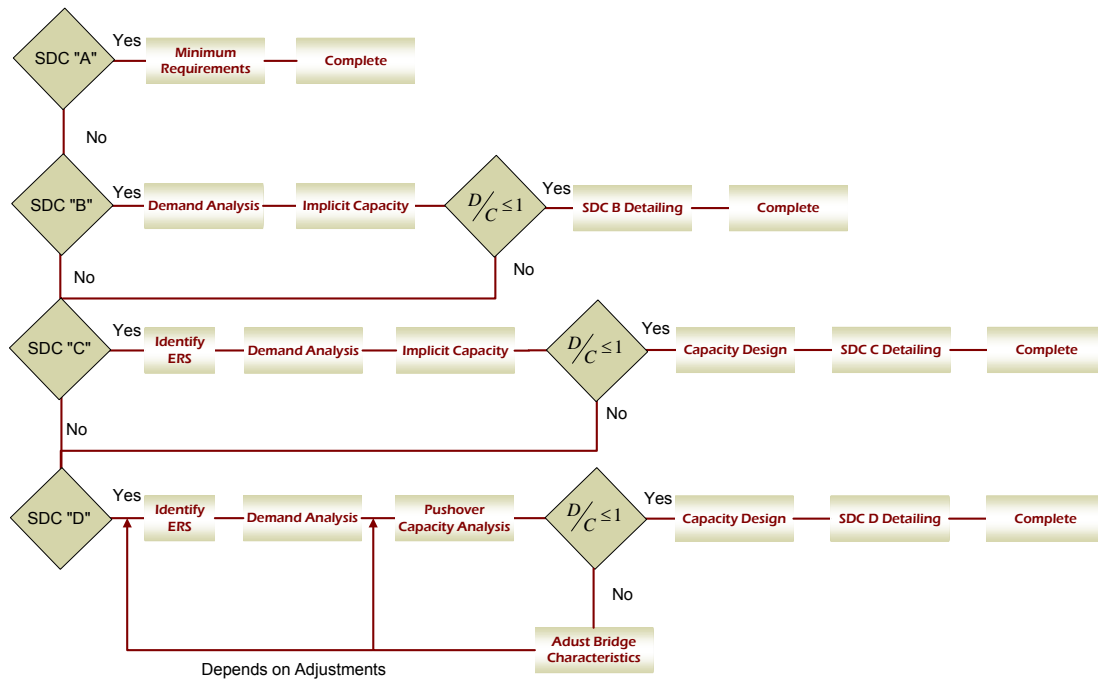 Yes
SDC "A"
Minimum
Requirements
Complete
No
Yes
SDC "B"
Demand Analysis
Implicit Capacity
D/C ≤ 1
Yes
SDC B Detailing
Complete
No
No
Yes
SDC "C"
Identify
ERS
Demand Analysis
Implicit Capacity
D/C ≤ 1
Yes
Capacity Design
SDC C Detailing
Complete
No
No
Yes
SDC "D"
Identify
ERS
Demand Analysis
Pushover
Capacity Analysis
D/C ≤ 1
Yes
Capacity Design
SDC D Detailing
Complete
No
Adust Bridge
Characteristics
Depends on Adjustments